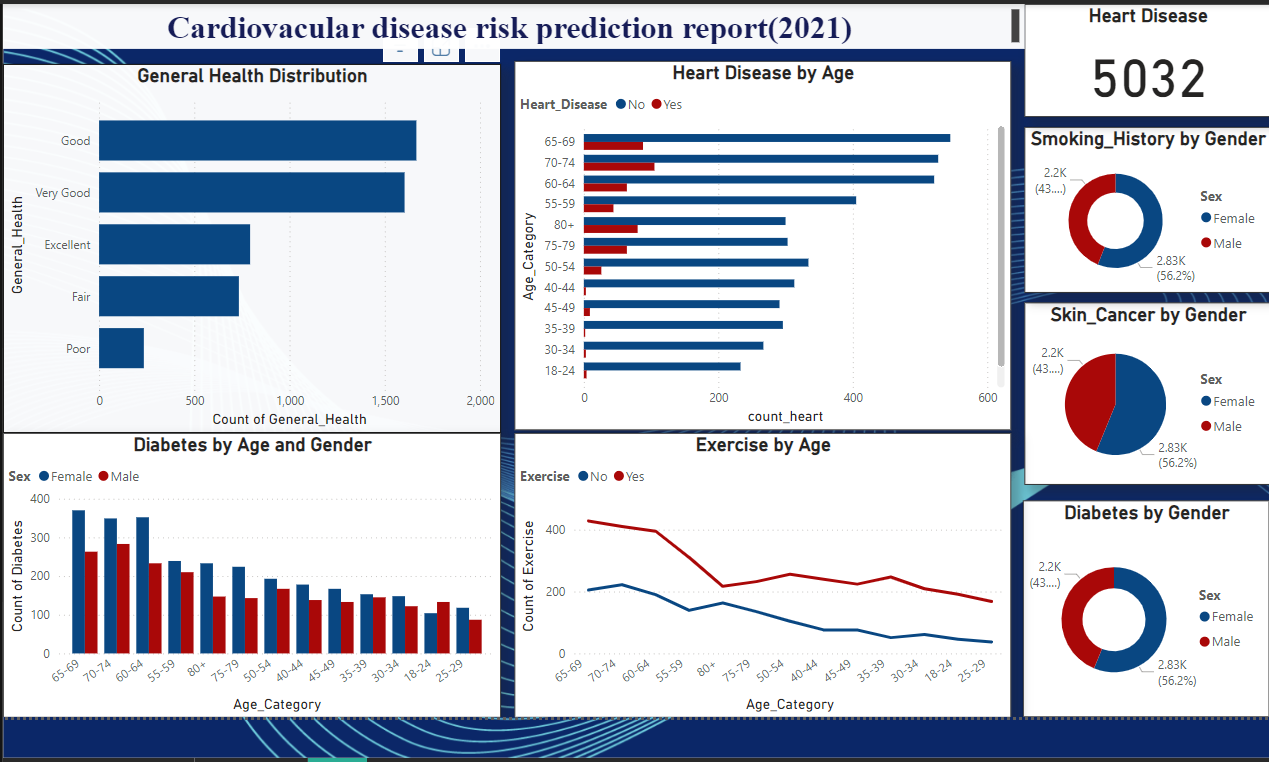 Cardiovacular disease risk prediction report(2021)
Heart Disease
5032
General Health Distribution
General_Health
Good
Very Good
Excellent
Fair
Poor
0 500 1,000 1,500 2,000
Count of General_Health
Heart Disease by Age
Heart_Disease No Yes
Age_Category
65-69
70-74
60-64
55-59
80+
75-79
50-54
40-44
45-49
35-39
30-34
18-24
0 200 400 600
count_heart
Smoking_History by Gender
2.2K
(43....)
Sex
Female
Male
2.83K
(56.2%)
Skin_Cancer by Gender
2.2K
(43....)
Sex
Female
Male
2.83K
(56.2%)
Diabetes by Age and Gender
Sex Female Male
Count of Diabetes
400
300
200
100
0
65-69 70-74 60-64 55-59 80+ 75-79 50-54 40-44 45-49 35-39 30-34 18-24 25-29
Age_Category
Exercise by Age
Exercise No Yes
Count of Exercise
400
200
0
65-69 70-74 60-64 55-59 80+ 75-79 50-54 40-44 45-49 35-39 30-34 18-24 25-29
Age_Category
Diabetes by Gender
2.2K
(43....)
Sex
Female
Male
2.83K
(56.2%)